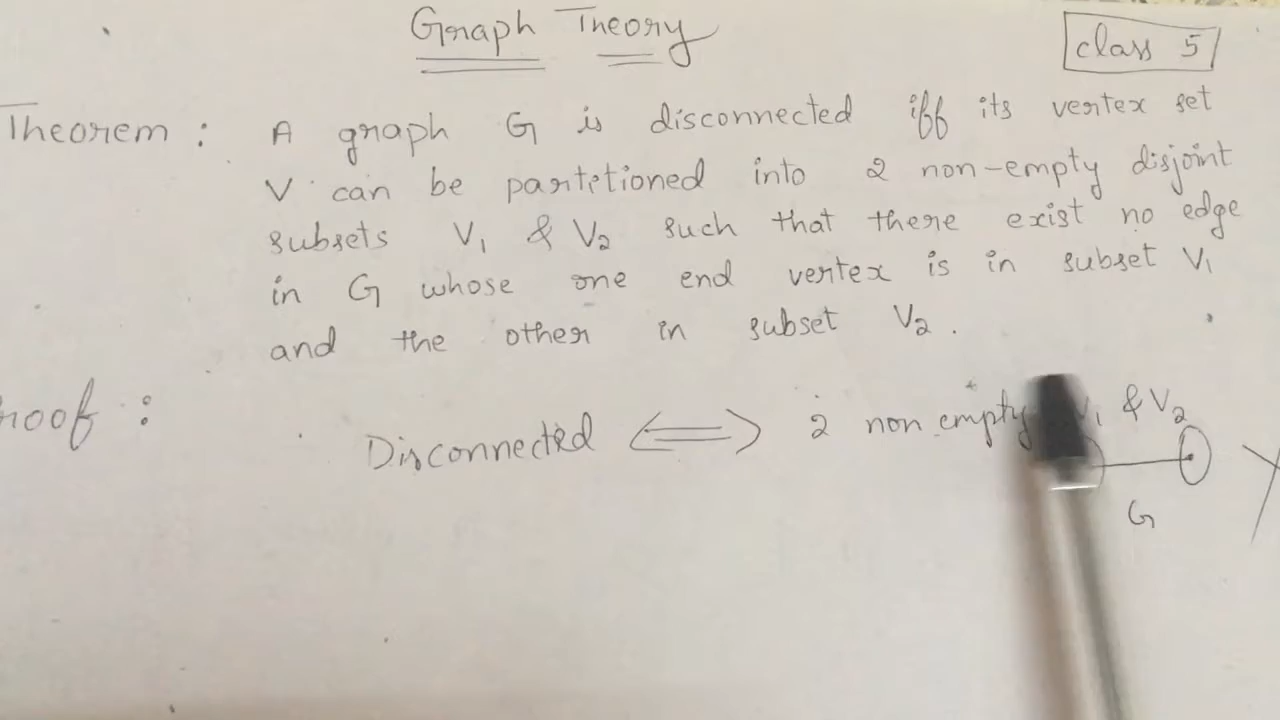 Graph Theory
class 5
Theorem : A graph G is disconnected iff its vertex set
V can be partetioned into 2 non-empty disjoint
subsets V1 & V2 such that there exist no edge
in G whose one end vertex is in subset V1
and the other in subset V2 .
roof :
Disconnected <=> 2 non empty V1 & V2
G